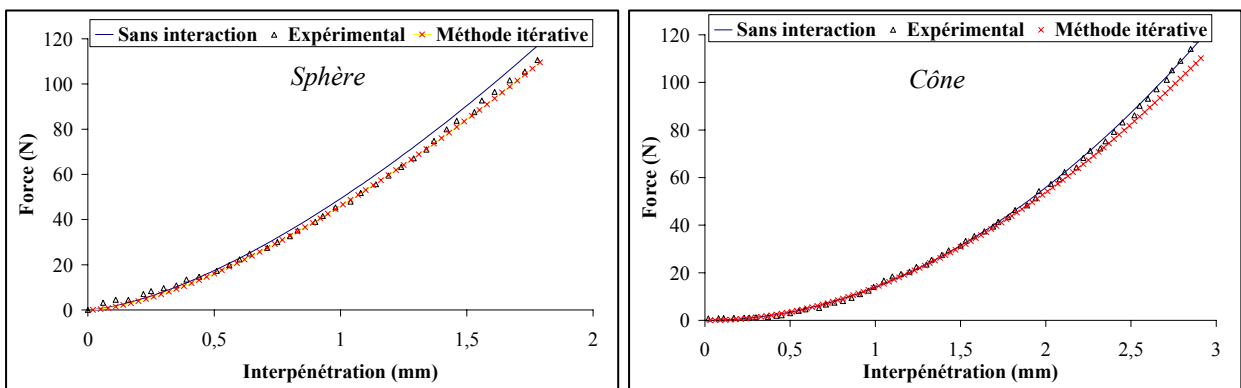 Sans interaction Expérimental Méthode itérative
Sphère
Force (N)
120
100
80
60
40
20
0
0 0,5 1 1,5 2
Interpénétration (mm)
Sans interaction Expérimental Méthode itérative
Cône
Force (N)
120
100
80
60
40
20
0
0 0,5 1 1,5 2 2,5 3
Interpénétration (mm)